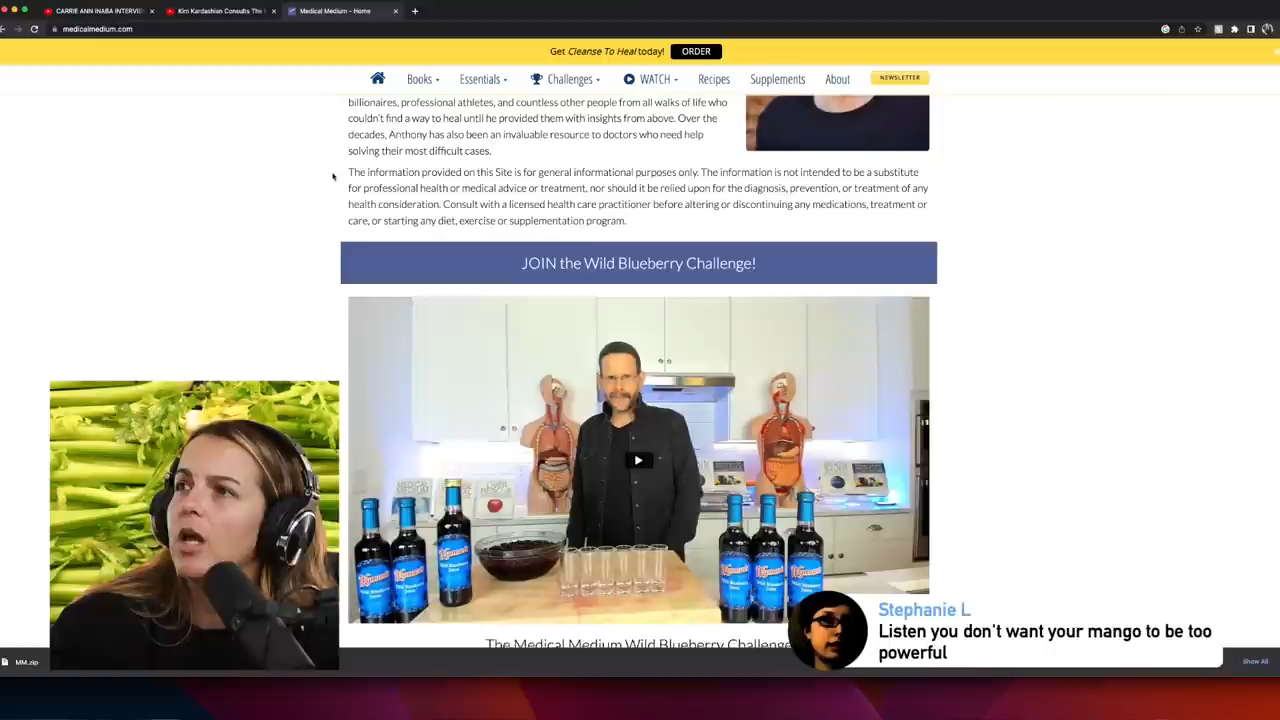 CARRIE ANN INABA INTERVIE
Kim Kardashian Consults The
Medical Medium - Home
medicalmedium.com
Get Cleanse To Heal today! ORDER
Books Essentials Challenges WATCH Recipes Supplements About NEWSLETTER
billionaires, professional athletes, and countless other people from all walks of life who
couldn't find a way to heal until he provided them with insights from above. Over the
decades, Anthony has also been an invaluable resource to doctors who need help
solving their most difficult cases.
The information provided on this Site is for general informational purposes only. The information is not intended to be a substitute
for professional health or medical advice or treatment, nor should it be relied upon for the diagnosis, prevention, or treatment of any
health consideration. Consult with a licensed health care practitioner before altering or discontinuing any medications, treatment or
care, or starting any diet, exercise or supplementation program.
JOIN the Wild Blueberry Challenge!
Wyman's
Wyman's
Wyman's
Wyman's
Wyman's
Wyman's
The Medical Medium Wild Blueberry Challenge
Stephanie L
Listen you don't want your mango to be too
powerful
MM.zip
Show All